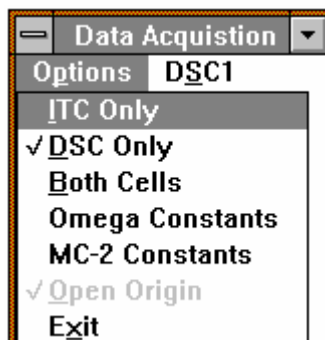 Data Acquistion
Options DSC1
ITC Only
√ DSC Only
Both Cells
Omega Constants
MC-2 Constants
√ Open Origin
Exit